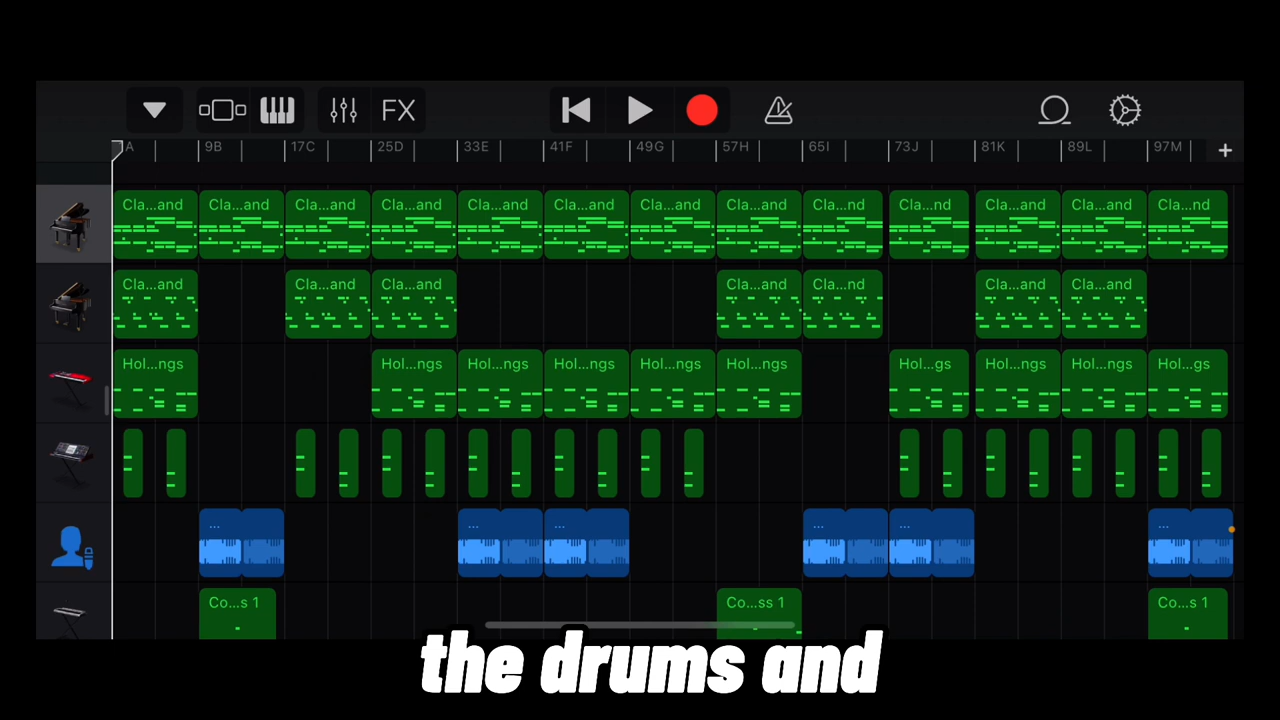 FX
A 9B 17C 25D 33E 41F 49G 57H 65I 73J 81K 89L 97M +
Cla...and Cla...and Cla...and Cla...and Cla...and Cla...and Cla...and Cla...and Cla...nd Cla...nd Cla...and Cla...and Cla...nd
Cla...and Cla...and Cla...and Cla...and Cla...nd Cla...and Cla...and
Hol...ngs Hol...ngs Hol...ngs Hol...ngs Hol...ngs Hol...ngs Hol...gs Hol...ngs Hol...ngs Hol...gs
... ... ... ... ... ...
Co...s 1 Co...ss 1 Co...s 1
the drums and